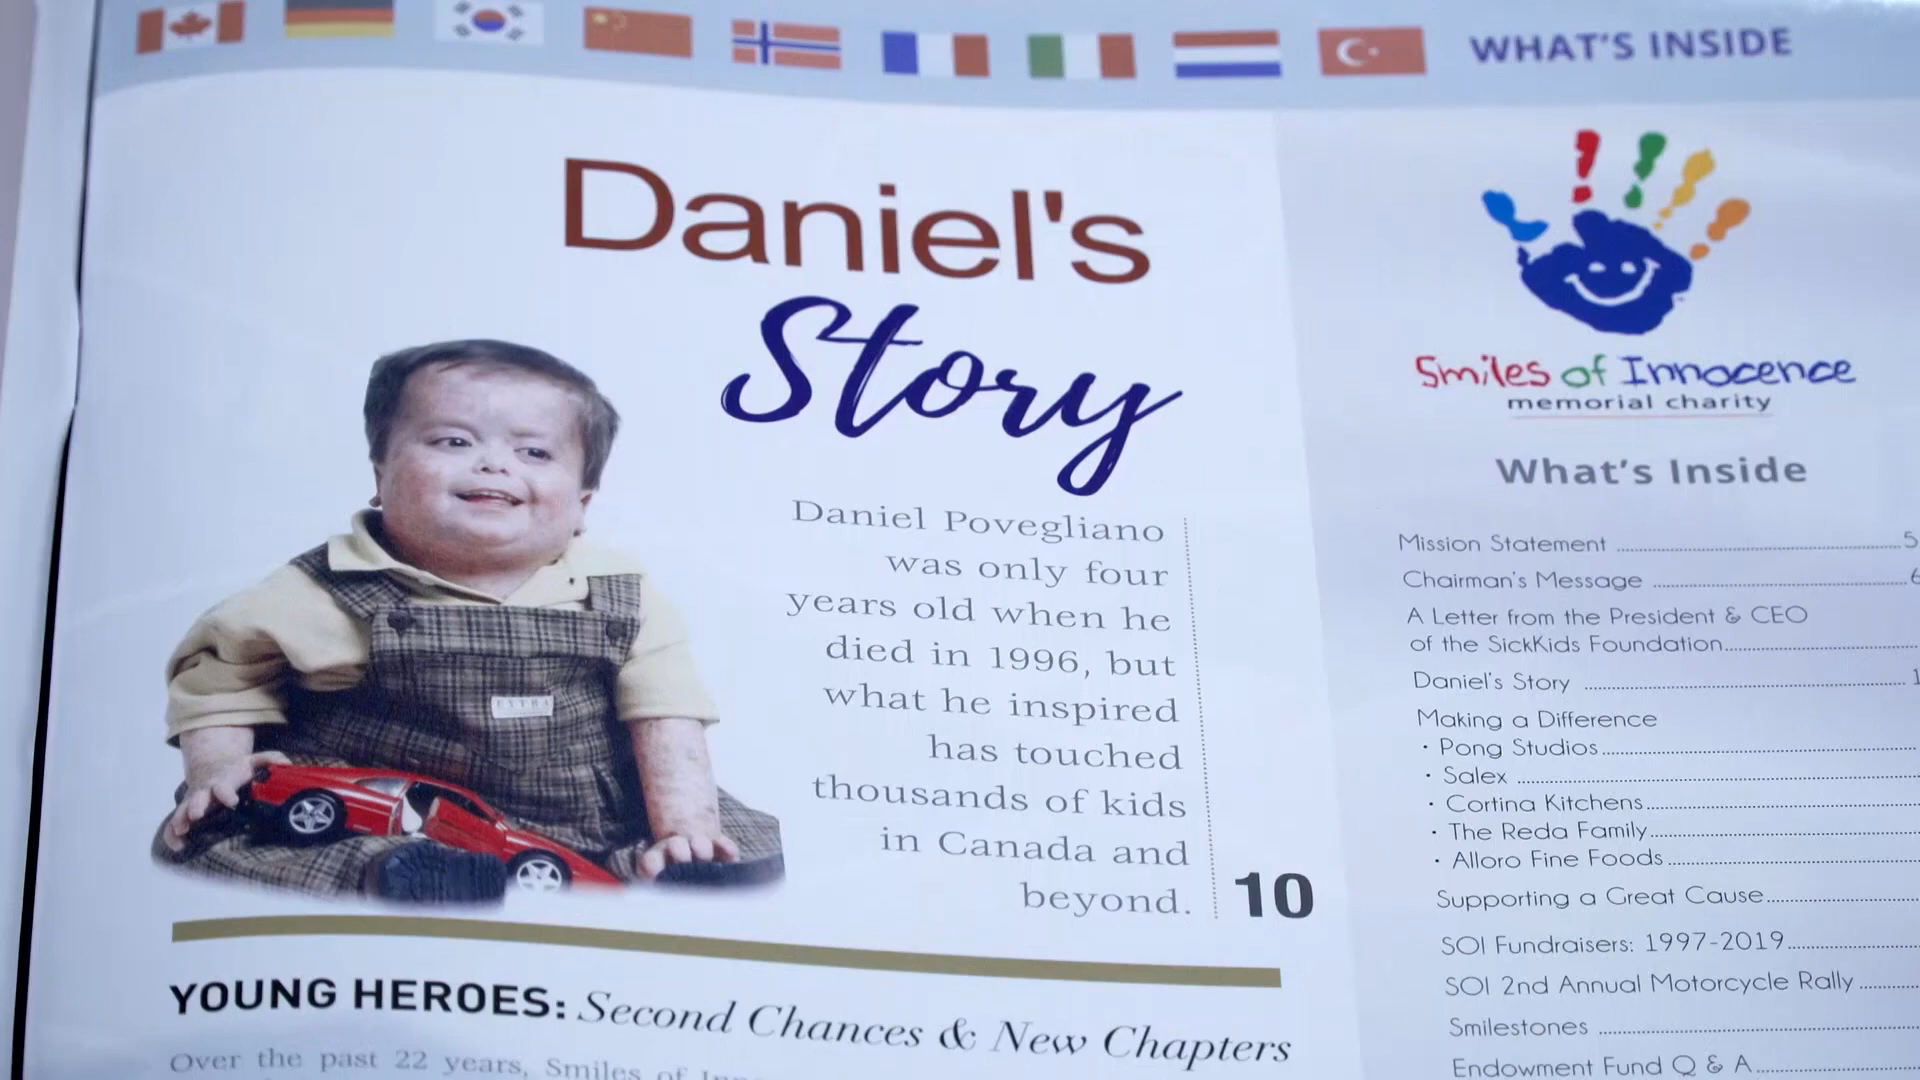 WHAT'S INSIDE
Daniel's
Story
Daniel Povegliano
was only four
years old when he
died in 1996, but
what he inspired
has touched
thousands of kids
in Canada and
beyond.
10
EXTRA
YOUNG HEROES: Second Chances & New Chapters
Over the past 22 years, Smiles of
Smiles of Innocence
memorial charity
What's Inside
Mission Statement 5
Chairman's Message 6
A Letter from the President & CEO
of the SickKids Foundation
Daniel's Story 1
Making a Difference
• Pong Studios
• Salex
• Cortina Kitchens
• The Reda Family
• Alloro Fine Foods
Supporting a Great Cause
SOI Fundraisers: 1997-2019
SOI 2nd Annual Motorcycle Rally
Smilestones
Endowment Fund Q & A